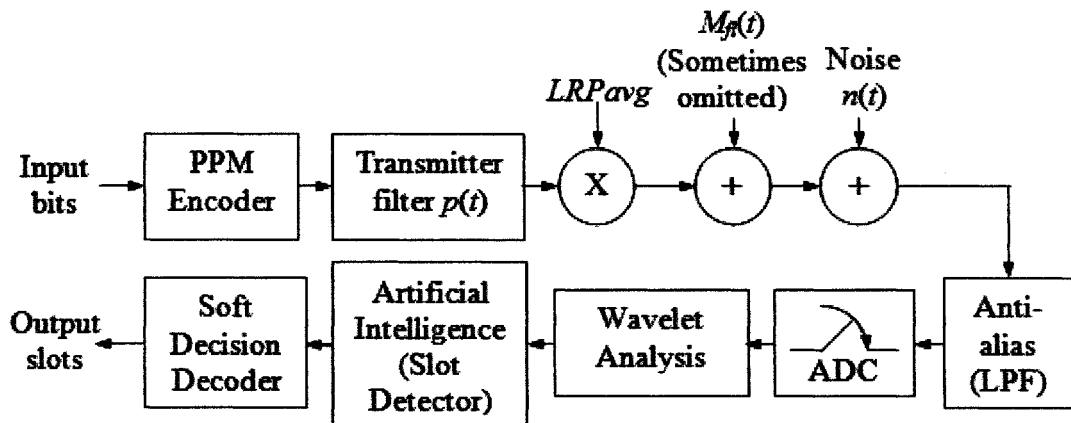 M_fl(t)
(Sometimes
omitted)
Noise
n(t)
LRPavg
Input
bits
PPM
Encoder
Transmitter
filter p(t)
X
+
+
Output
slots
Soft
Decision
Decoder
Artificial
Intelligence
(Slot
Detector)
Wavelet
Analysis
ADC
Anti-
alias
(LPF)